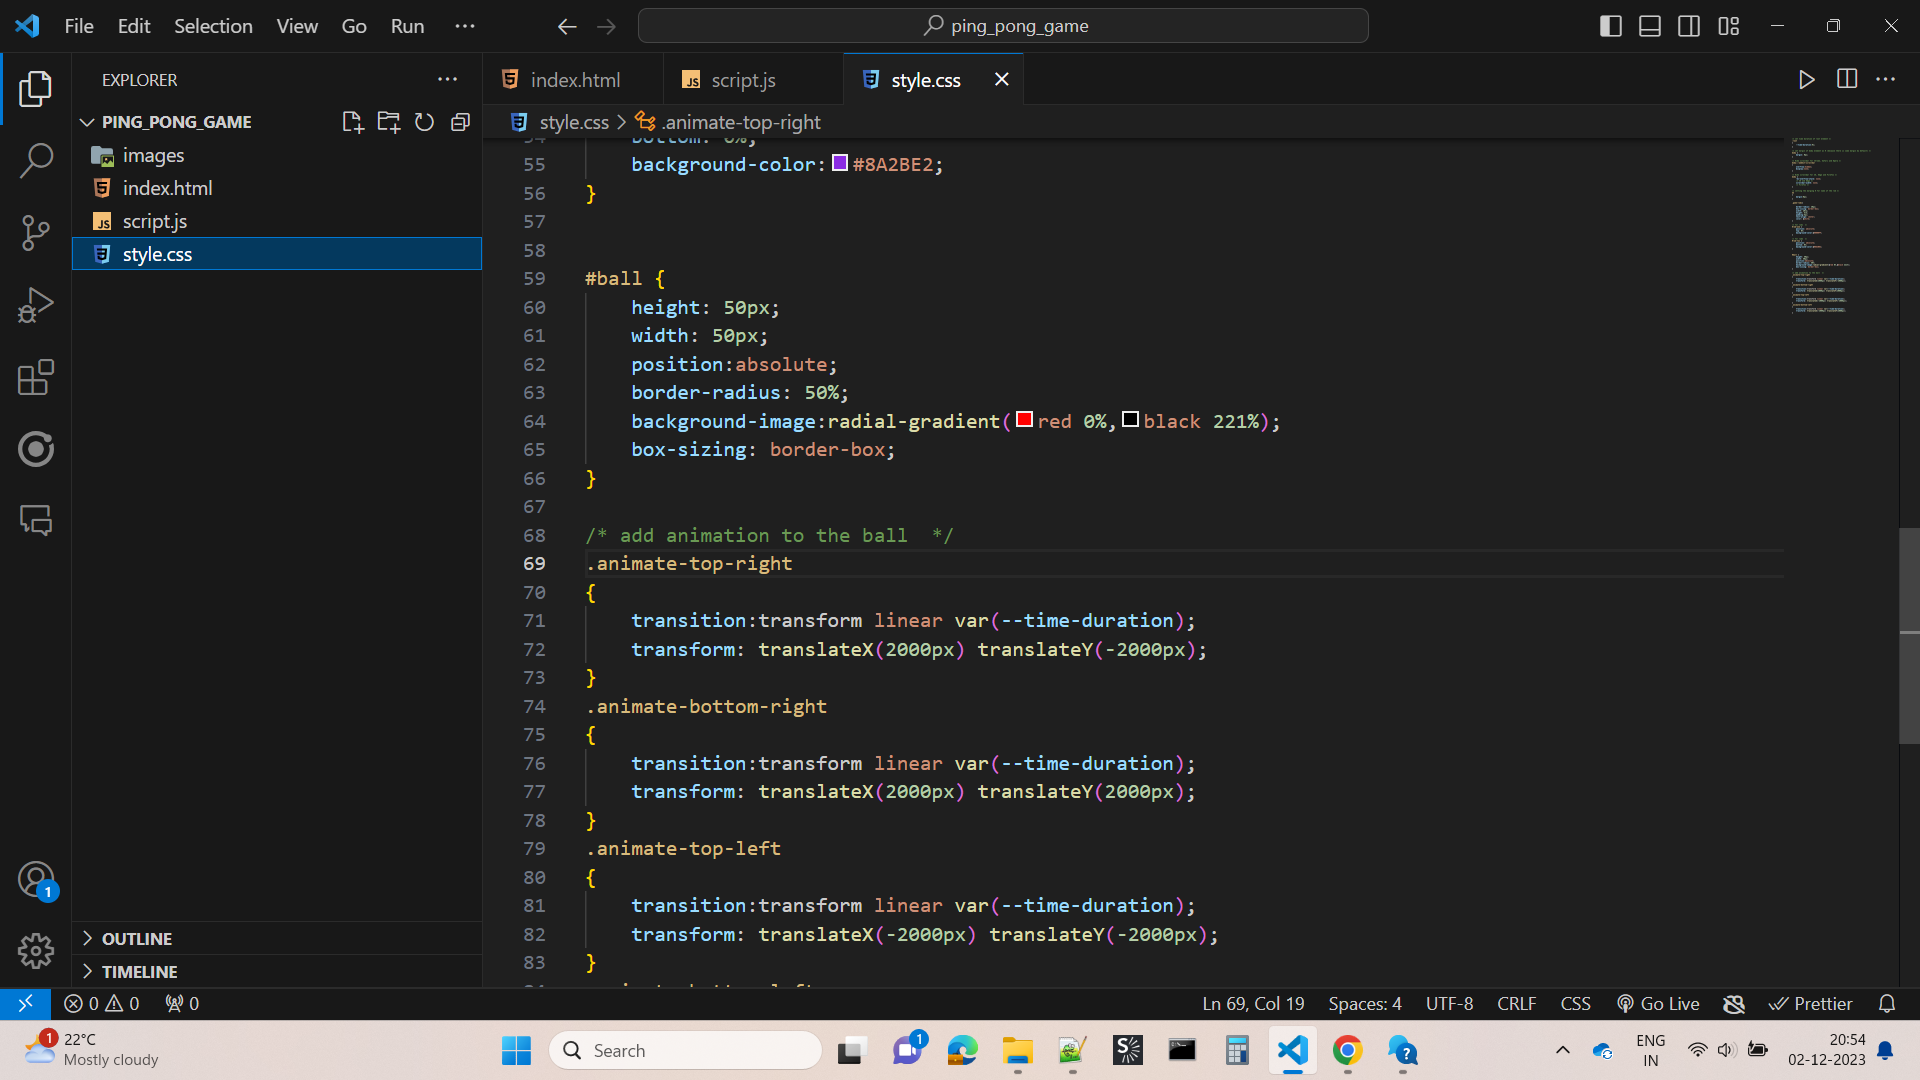 File Edit Selection View Go Run ··· ping_pong_game
EXPLORER
PING_PONG_GAME
images
index.html
script.js
style.css
OUTLINE
TIMELINE
index.html script.js style.css
style.css > .animate-top-right
54 bottom: 0%;
55 background-color: #8A2BE2;
56 }
57
58
59 #ball {
60 height: 50px;
61 width: 50px;
62 position:absolute;
63 border-radius: 50%;
64 background-image:radial-gradient(red 0%,black 221%);
65 box-sizing: border-box;
66 }
67
68 /* add animation to the ball  */
69 .animate-top-right
70 {
71 transition:transform linear var(--time-duration);
72 transform: translateX(2000px) translateY(-2000px);
73 }
74 .animate-bottom-right
75 {
76 transition:transform linear var(--time-duration);
77 transform: translateX(2000px) translateY(2000px);
78 }
79 .animate-top-left
80 {
81 transition:transform linear var(--time-duration);
82 transform: translateX(-2000px) translateY(-2000px);
83 }
1
0 0 0 Ln 69, Col 19 Spaces: 4 UTF-8 CRLF CSS Go Live Prettier
1 22°C
Mostly cloudy
Search
1
ENG
IN
20:54
02-12-2023